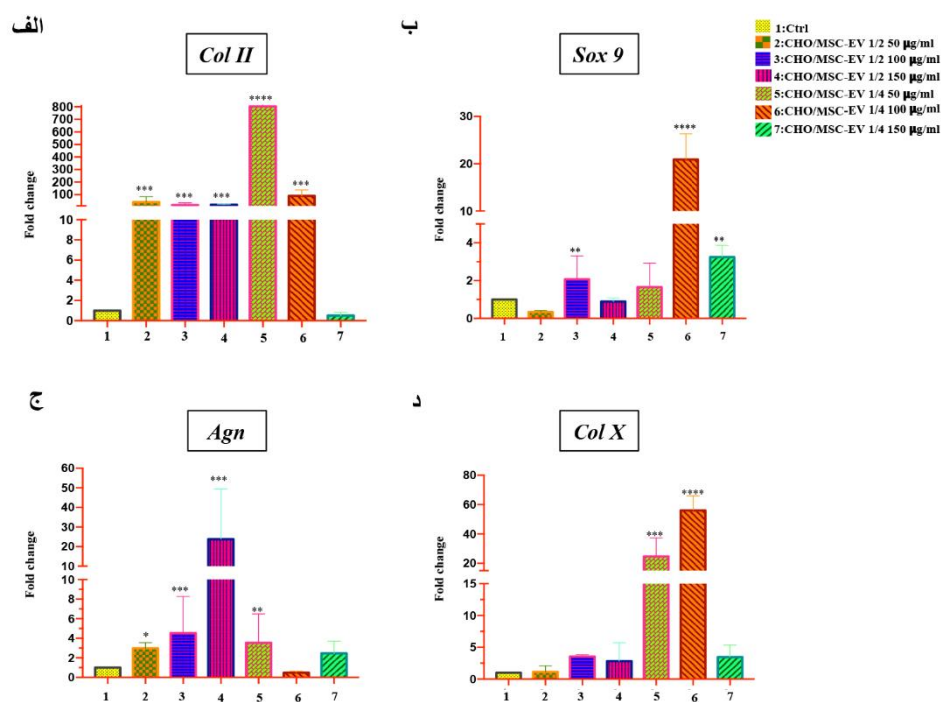 الف
Col II
Fold change
800
700
600
500
400
300
200
100
10
8
6
4
2
0
***
***
***
****
***
1 2 3 4 5 6 7
ب
Sox 9
Fold change
30
20
10
4
2
0
**
****
**
1 2 3 4 5 6 7
1:Ctrl
2:CHO/MSC-EV 1/2 50 µg/ml
3:CHO/MSC-EV 1/2 100 µg/ml
4:CHO/MSC-EV 1/2 150 µg/ml
5:CHO/MSC-EV 1/4 50 µg/ml
6:CHO/MSC-EV 1/4 100 µg/ml
7:CHO/MSC-EV 1/4 150 µg/ml
ج
Agn
Fold change
60
50
40
30
20
10
10
8
6
4
2
0
*
***
***
**
1 2 3 4 5 6 7
د
Col X
Fold change
80
60
40
20
15
10
5
0
***
****
1 2 3 4 5 6 7